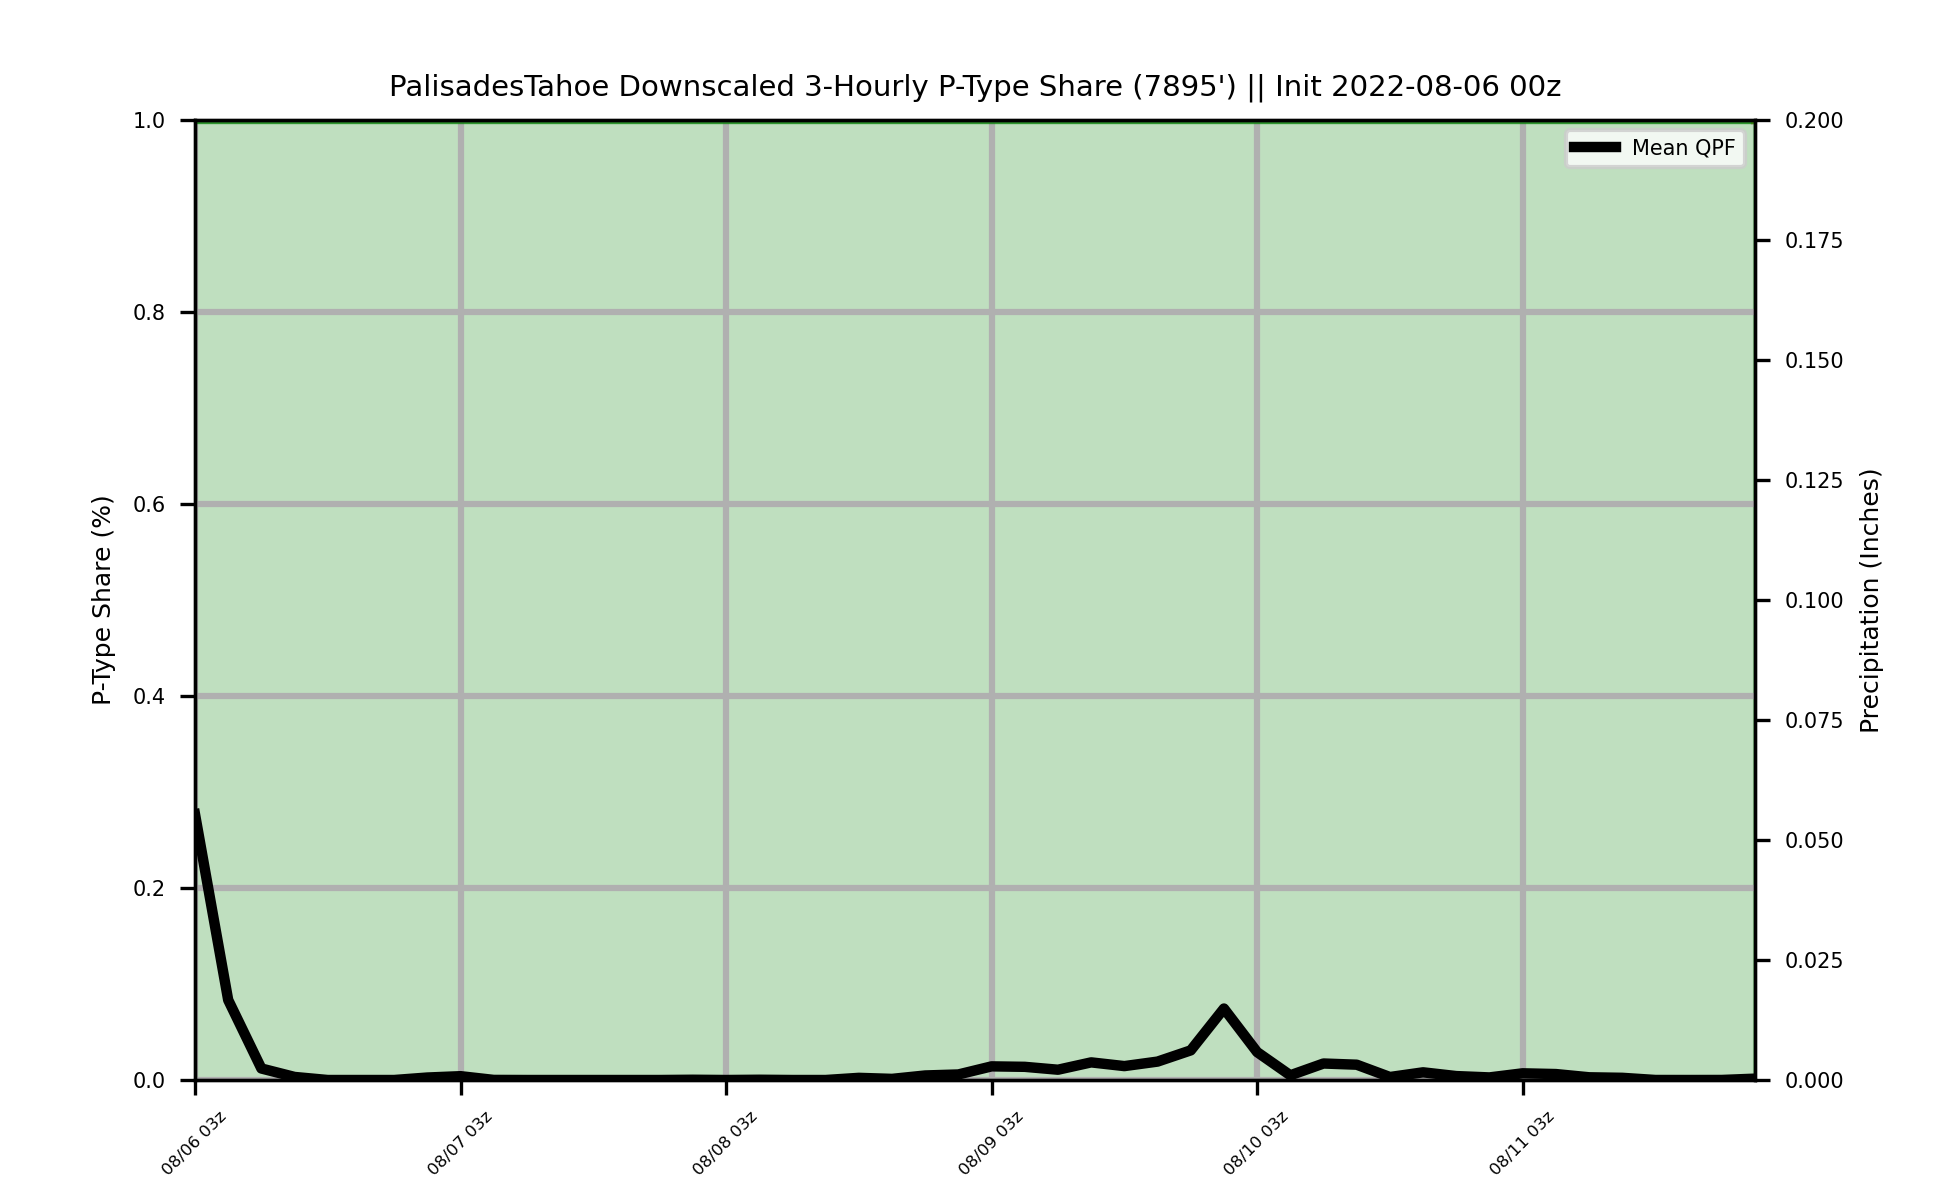 PalisadesTahoe Downscaled 3-Hourly P-Type Share (7895') || Init 2022-08-06 00z
Mean QPF
P-Type Share (%)
1.0
0.8
0.6
0.4
0.2
0.0
0.200
0.175
0.150
0.125
0.100
0.075
0.050
0.025
0.000
Precipitation (Inches)
08/06 03z
08/07 03z
08/08 03z
08/09 03z
08/10 03z
08/11 03z